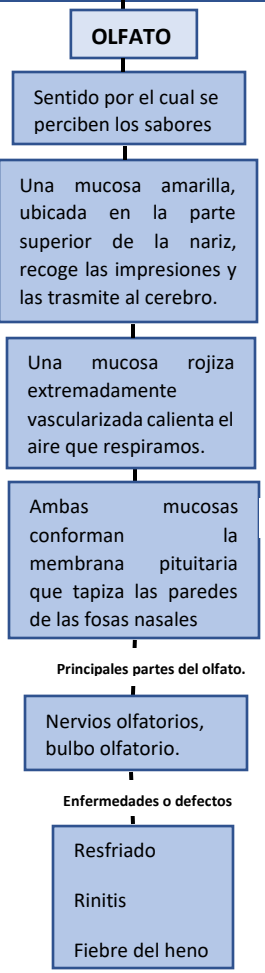 OLFATO
Sentido por el cual se
perciben los sabores
Una mucosa amarilla,
ubicada en la parte
superior de la nariz,
recoge las impresiones y
las trasmite al cerebro.
Una mucosa rojiza
extremadamente
vascularizada calienta el
aire que respiramos.
Ambas mucosas
conforman la
membrana pituitaria
que tapiza las paredes
de las fosas nasales
Principales partes del olfato.
Nervios olfatorios,
bulbo olfatorio.
Enfermedades o defectos
Resfriado
Rinitis
Fiebre del heno